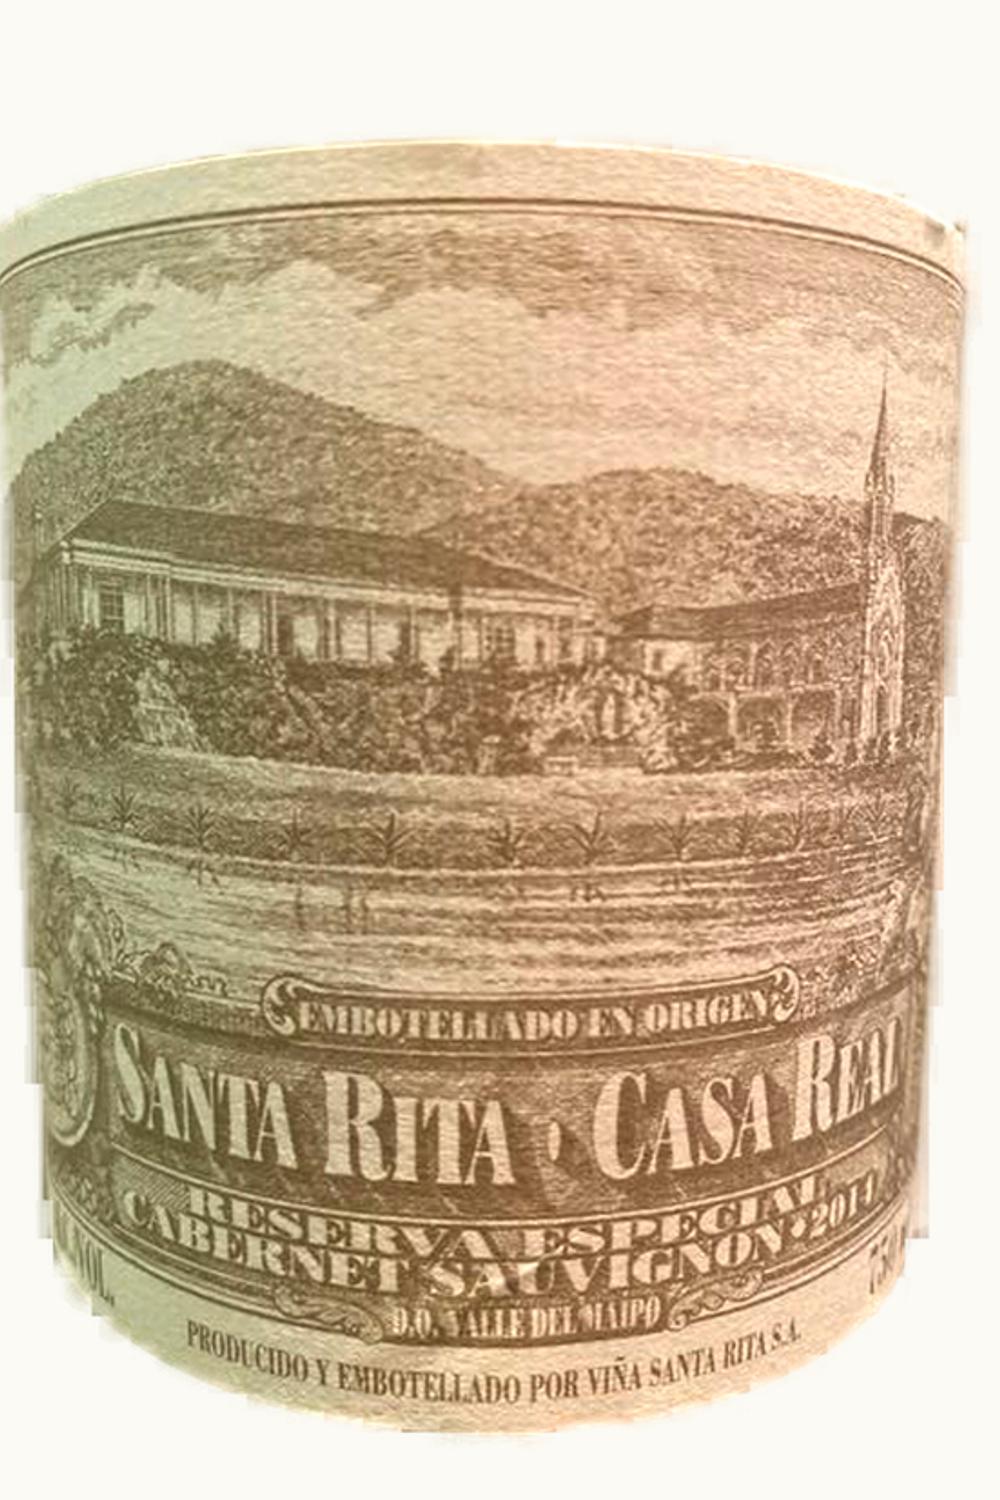 EMBOTELLADO EN ORIGEN
SANTA RITA · CASA REAL
RESERVA ESPECIAL
CABERNET SAUVIGNON • 2014
VOL.
D.O. VALLE DEL MAIPO
PRODUCIDO Y EMBOTELLADO POR VIÑA SANTA RITA S.A.